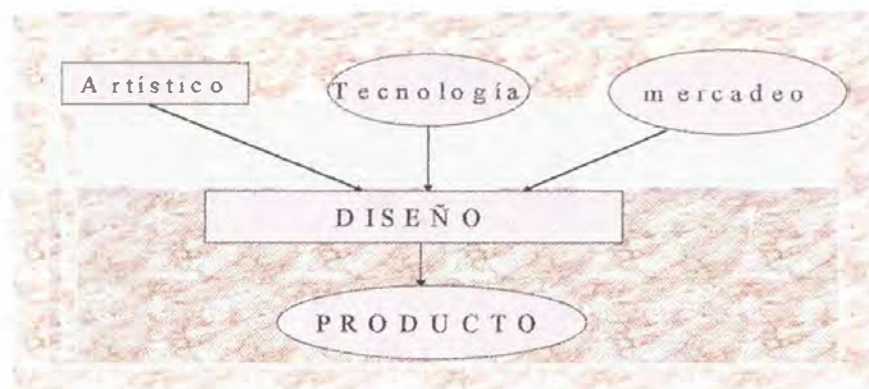 Artístico
Tecnología
mercadeo
DISEÑO
PRODUCTO